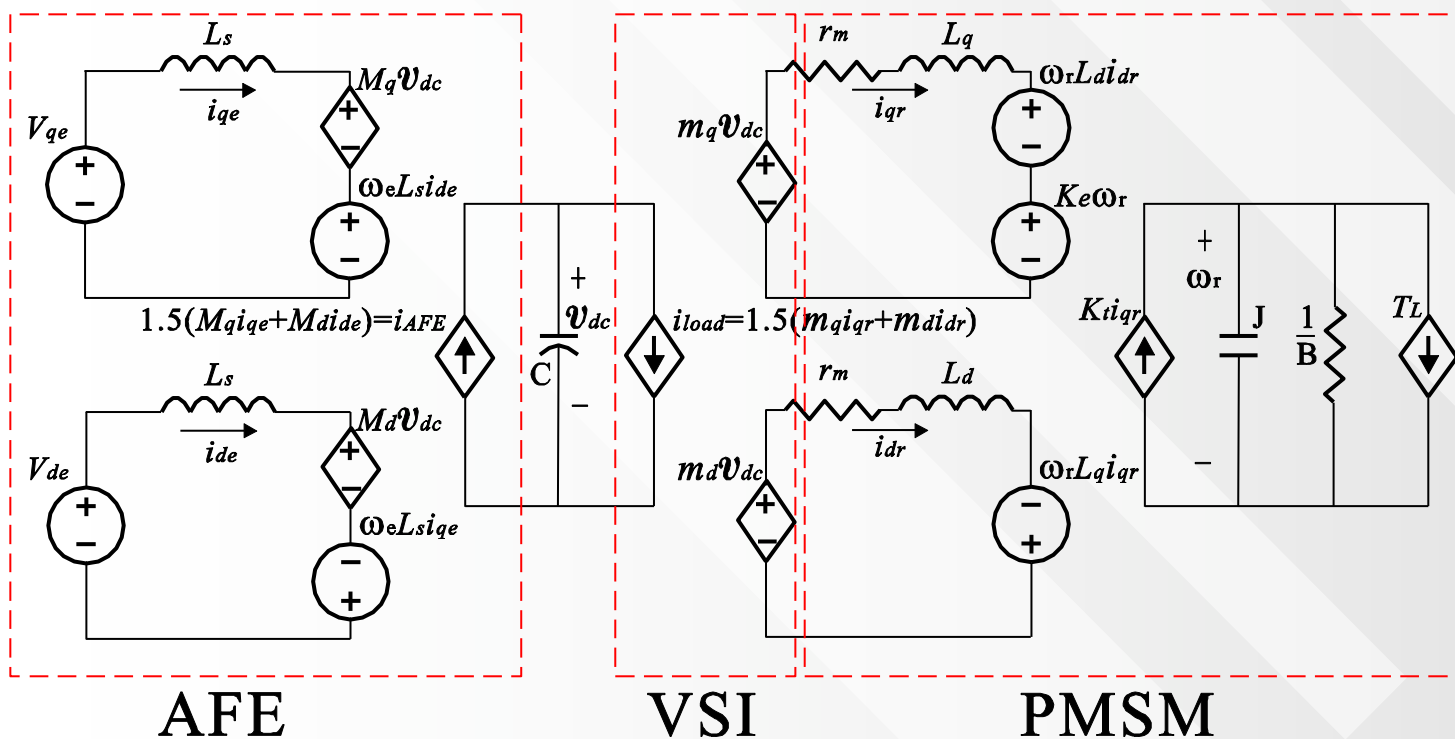 Ls
Mqvdc
iqe
Vqe
ωeLside
1.5(Mqiqe+Mdide)=iAFE
Ls
Mdvdc
ide
Vde
ωeLsiqe
+
vdc
C
−
iload=1.5(mqiqr+mdidr)
rm
Lq
ωrLdidr
iqr
mqvdc
Keωr
rm
Ld
idr
mdvdc
ωrLqiqr
Ktiqr
+
ωr
−
J
1
B
TL
AFE
VSI
PMSM